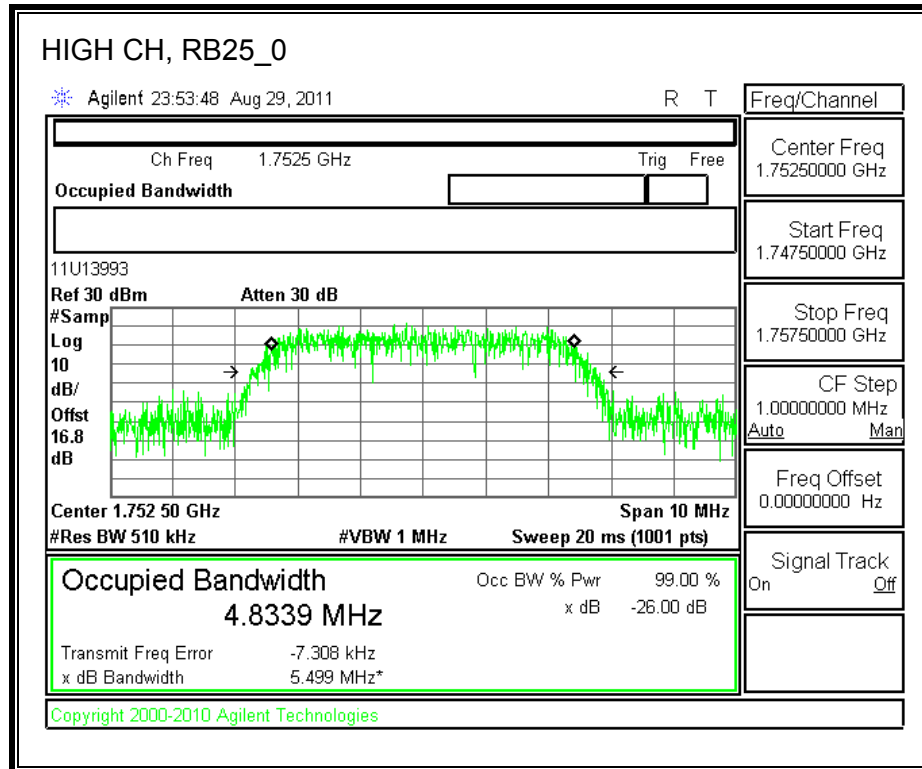 HIGH CH, RB25_0
Agilent 23:53:48 Aug 29, 2011 R T
Freq/Channel
Ch Freq 1.7525 GHz Trig Free
Occupied Bandwidth
Center Freq
1.75250000 GHz
Start Freq
1.74750000 GHz
Stop Freq
1.75750000 GHz
CF Step
1.00000000 MHz
Auto Man
Freq Offset
0.00000000 Hz
Signal Track
On Off
11U13993
Ref 30 dBm Atten 30 dB
#Samp
Log
10
dB/
Offst
16.8
dB
Center 1.752 50 GHz Span 10 MHz
#Res BW 510 kHz #VBW 1 MHz Sweep 20 ms (1001 pts)
Occupied Bandwidth Occ BW % Pwr 99.00 %
4.8339 MHz x dB -26.00 dB
Transmit Freq Error -7.308 kHz
x dB Bandwidth 5.499 MHz*
Copyright 2000-2010 Agilent Technologies